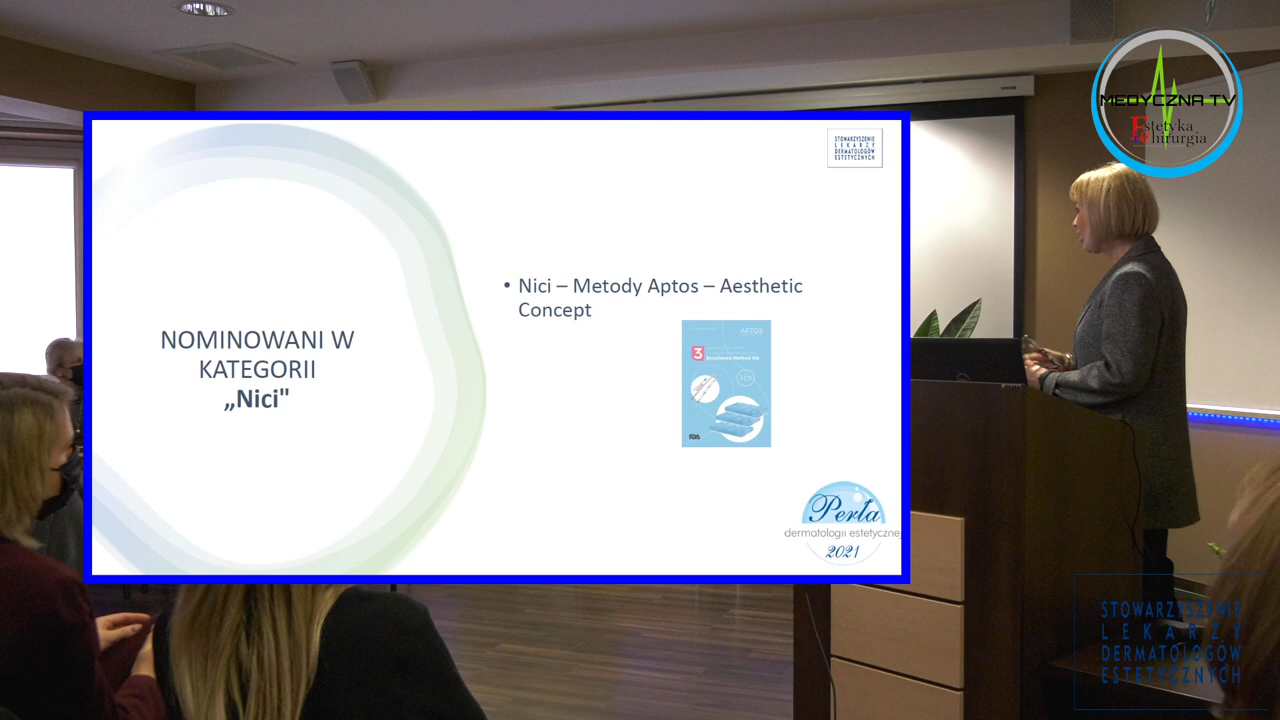 MEDYCZNA TV
Estetyka
Chirurgia
STOWARZYSZENIE
LEKARZY
DERMATOLOGÓW
ESTETYCZNYCH
NOMINOWANI W
KATEGORII
„Nici"
• Nici – Metody Aptos – Aesthetic
Concept
APTOS
3
Excellence Method HA
FDA
Perła
dermatologii estetycznej
2021
STOWARZYSZENIE
LEKARZY
DERMATOLOGÓW
ESTETYCZNYCH